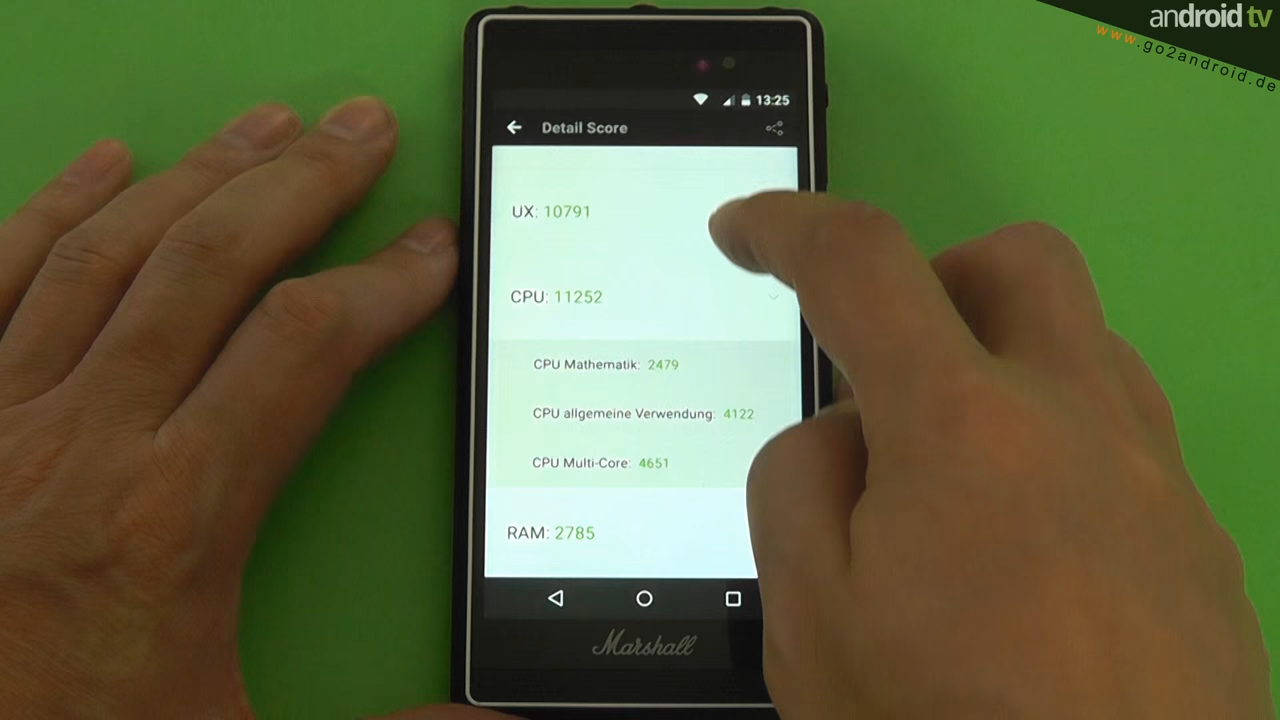 android tv
www.go2android.de
13:25
Detail Score
UX: 10791
CPU: 11252
CPU Mathematik: 2479
CPU allgemeine Verwendung: 4122
CPU Multi-Core: 4651
RAM: 2785
Marshall